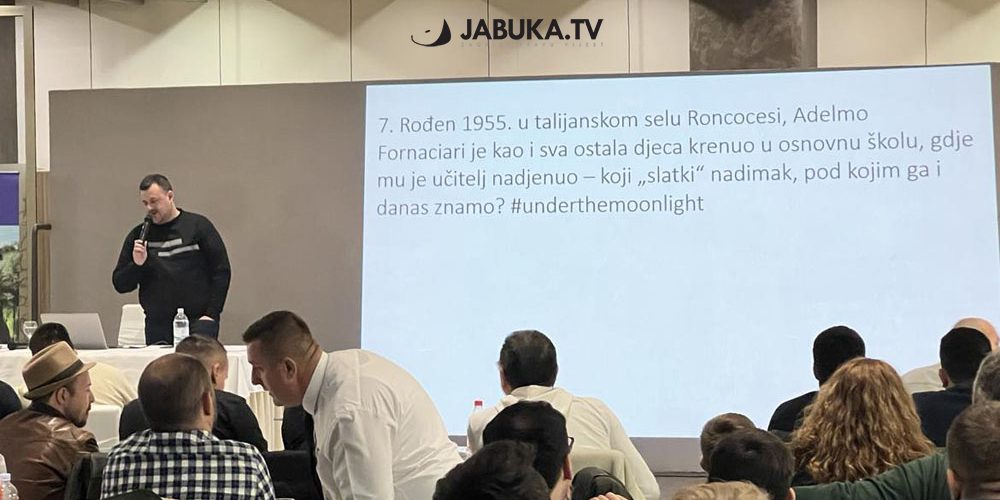 JABUKA.TV
7. Rođen 1955. u talijanskom selu Roncocesi, Adelmo
Fornaciari je kao i sva ostala djeca krenuo u osnovnu školu, gdje
mu je učitelj nadjenuo – koji „slatki“ nadimak, pod kojim ga i
danas znamo? #underthemoonlight